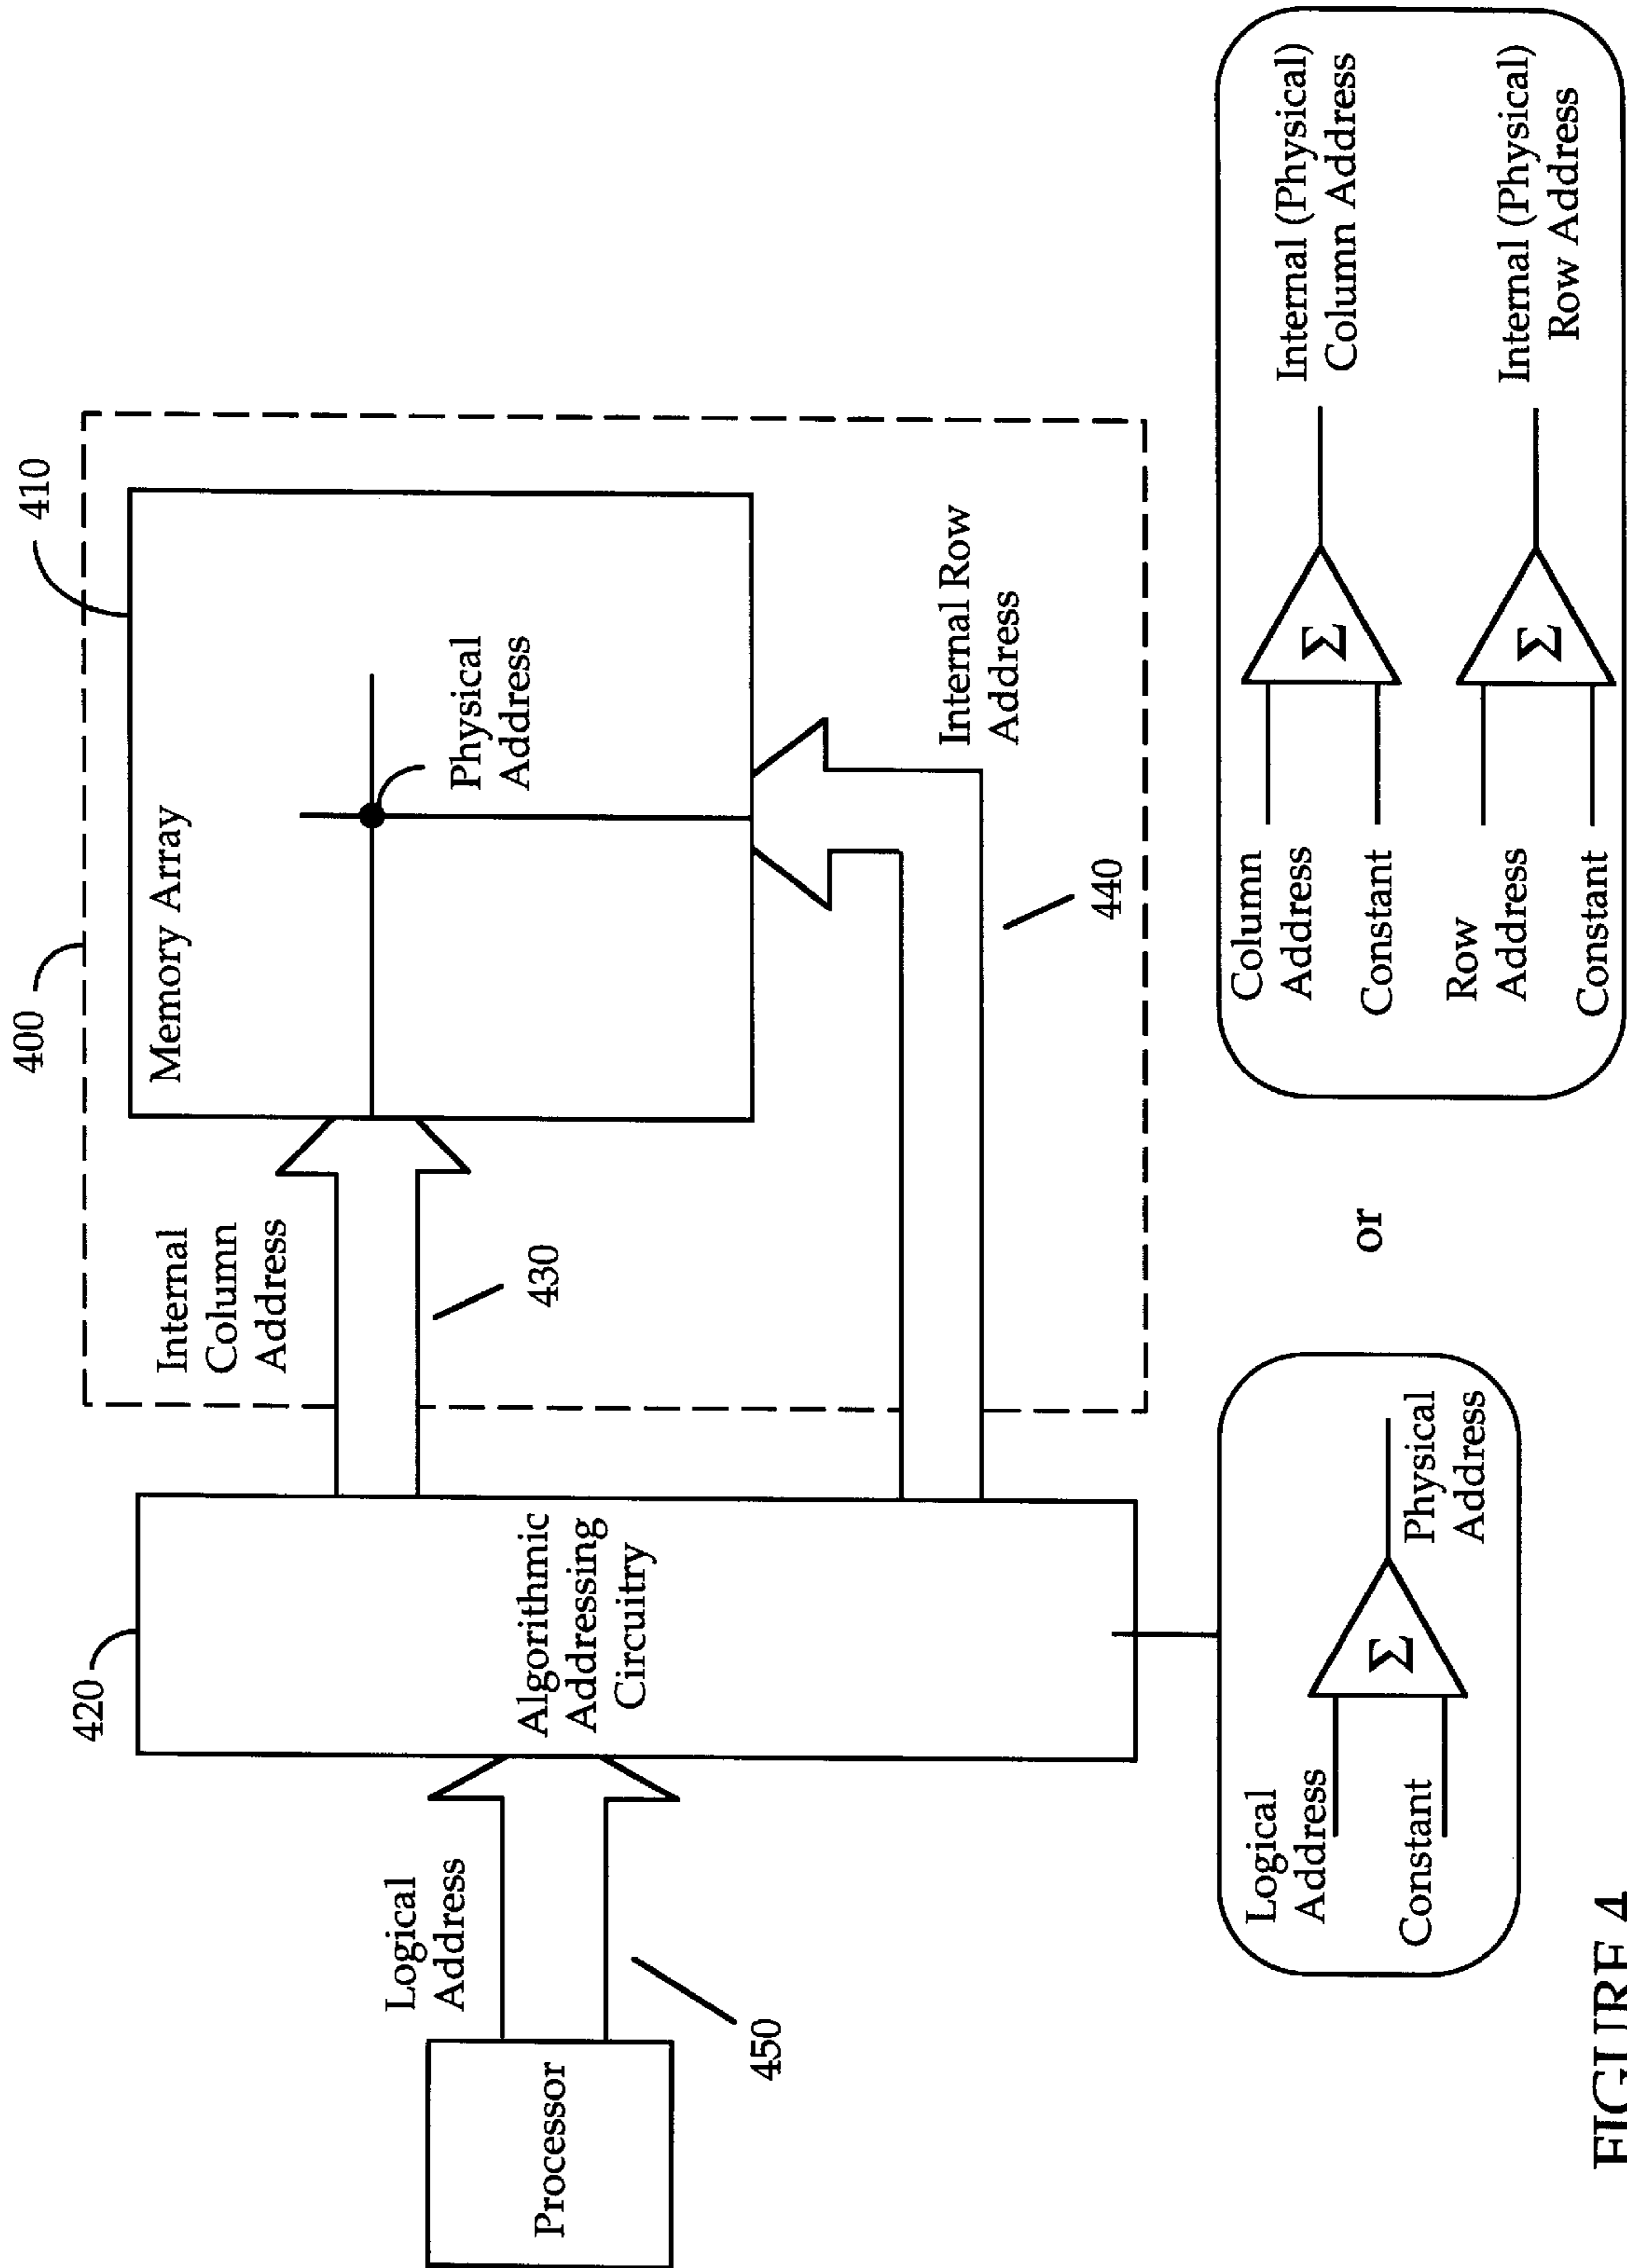 400
410
Memory Array
Physical
Address
Internal
Column
Address
430
Internal Row
Address
440
420
Algorithmic
Addressing
Circuitry
Logical
Address
450
Processor
Logical
Address
Constant
Σ
Physical
Address
or
Column
Address
Constant
Σ
Internal (Physical)
Column Address
Row
Address
Constant
Σ
Internal (Physical)
Row Address
FIGURE 4